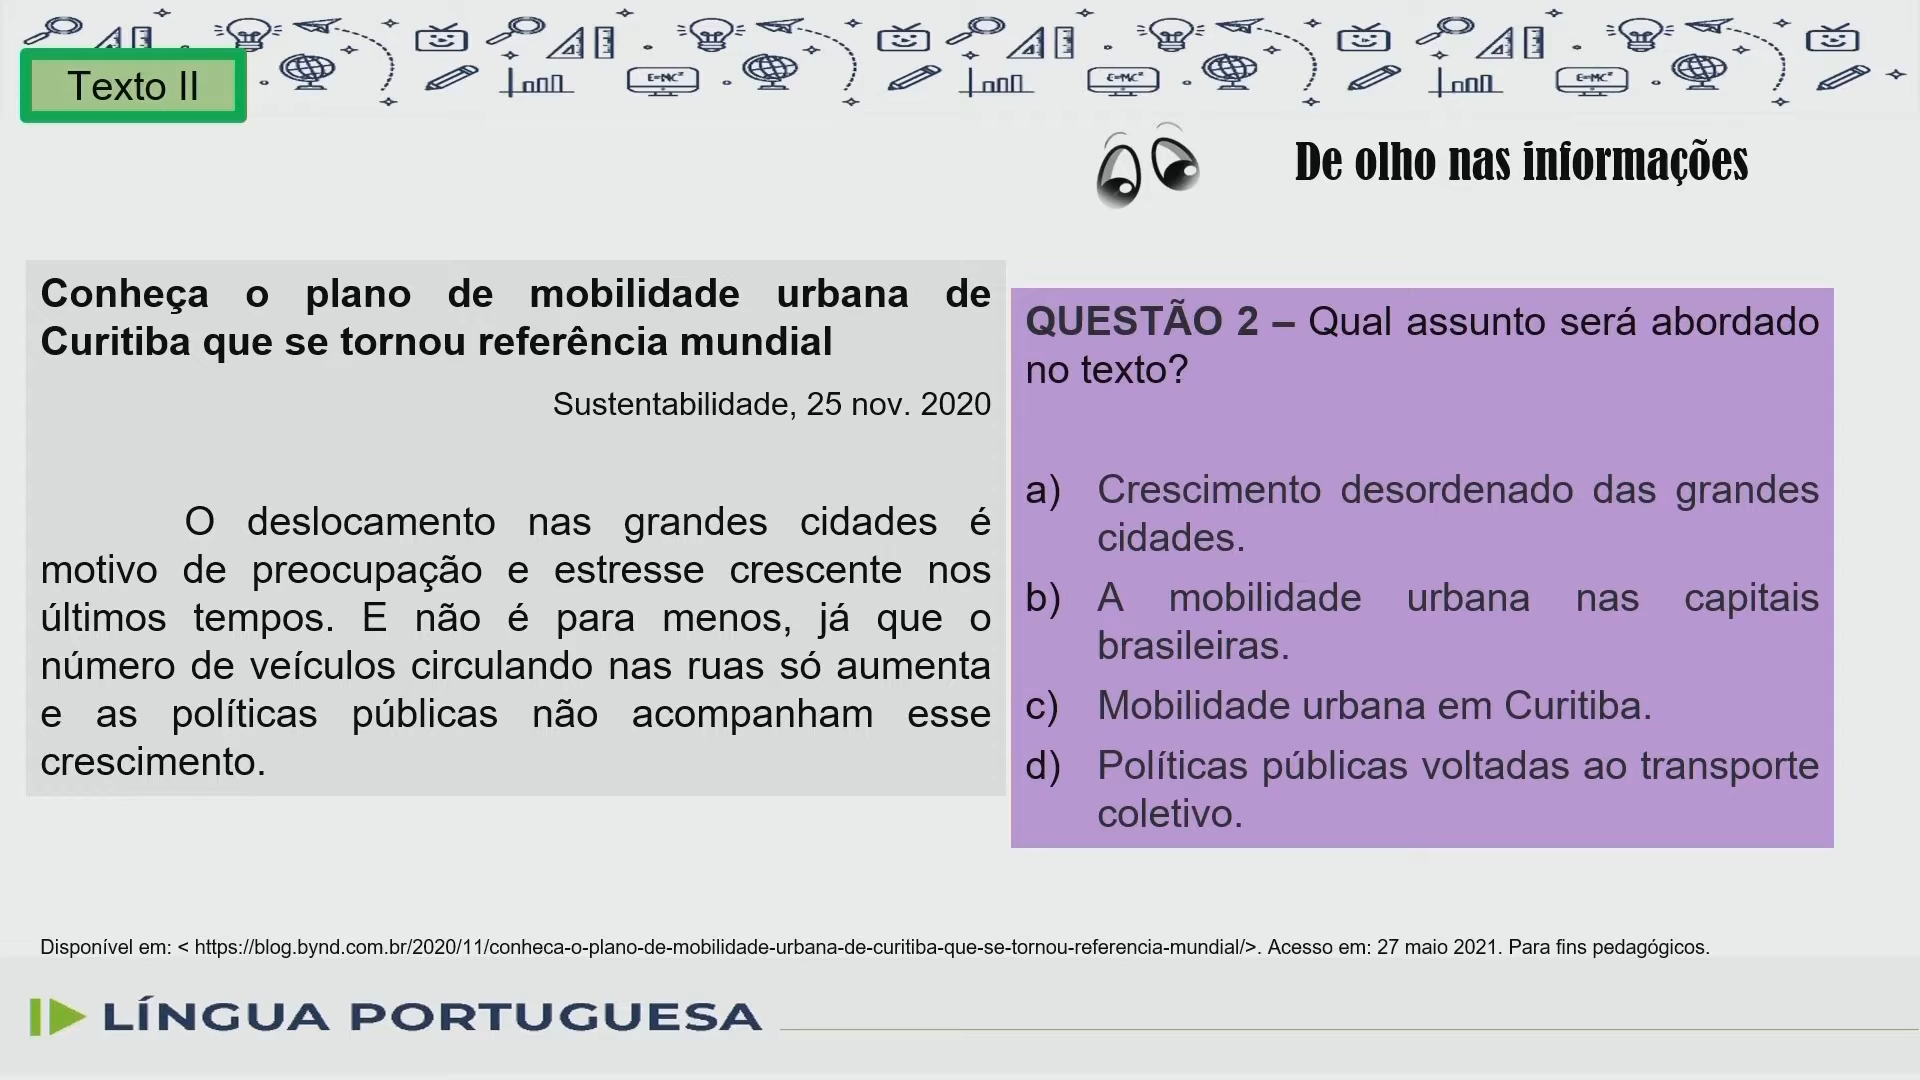 Texto II
De olho nas informações
Conheça o plano de mobilidade urbana de
Curitiba que se tornou referência mundial
Sustentabilidade, 25 nov. 2020
O deslocamento nas grandes cidades é
motivo de preocupação e estresse crescente nos
últimos tempos. E não é para menos, já que o
número de veículos circulando nas ruas só aumenta
e as políticas públicas não acompanham esse
crescimento.
QUESTÃO 2 – Qual assunto será abordado
no texto?
a) Crescimento desordenado das grandes
cidades.
b) A mobilidade urbana nas capitais
brasileiras.
c) Mobilidade urbana em Curitiba.
d) Políticas públicas voltadas ao transporte
coletivo.
Disponível em: < https://blog.bynd.com.br/2020/11/conheca-o-plano-de-mobilidade-urbana-de-curitiba-que-se-tornou-referencia-mundial/>. Acesso em: 27 maio 2021. Para fins pedagógicos.
LÍNGUA PORTUGUESA